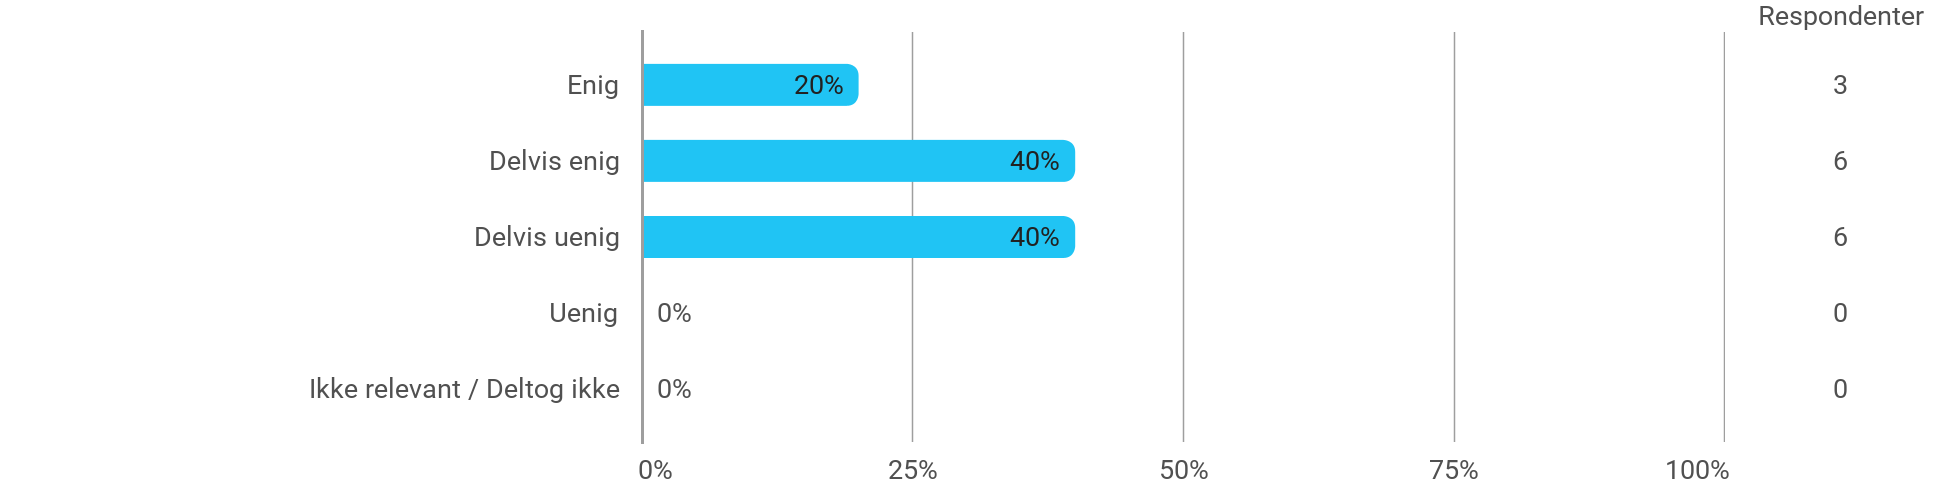 Respondenter
Enig 20% 3
Delvis enig 40% 6
Delvis uenig 40% 6
Uenig 0% 0
Ikke relevant / Deltog ikke 0% 0
0% 25% 50% 75% 100%